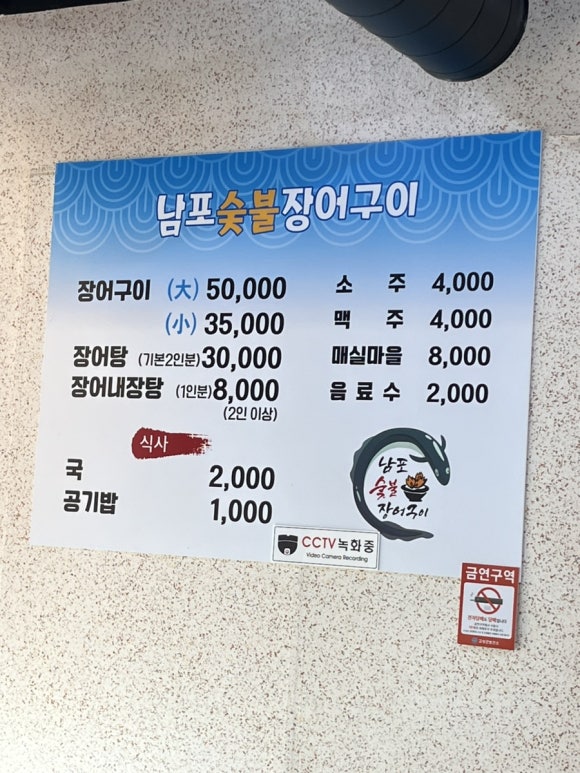 남포숯불장어구이
장어구이 (大) 50,000
(小) 35,000
장어탕 (기본2인분) 30,000
장어내장탕 (1인분) 8,000
(2인 이상)
소 주 4,000
맥 주 4,000
매실마을 8,000
음 료 수 2,000
식사
국 2,000
공기밥 1,000
남포
숯불
장어구이
CCTV 녹화중
Video Camera Recording
금연구역